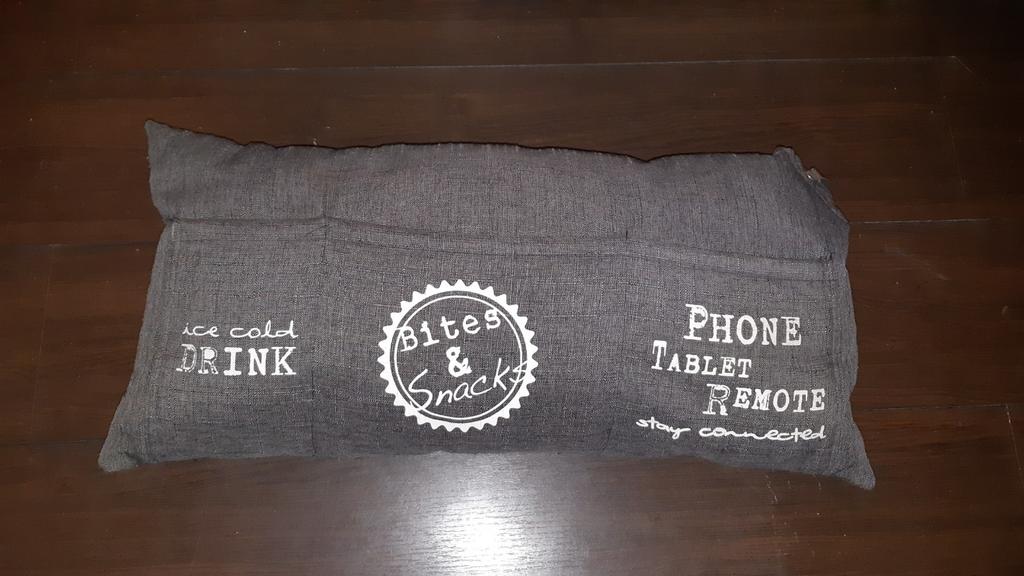 ice cold
DRINK
Bites
&
Snacks
PHONE
TABLET
REMOTE
stay connected